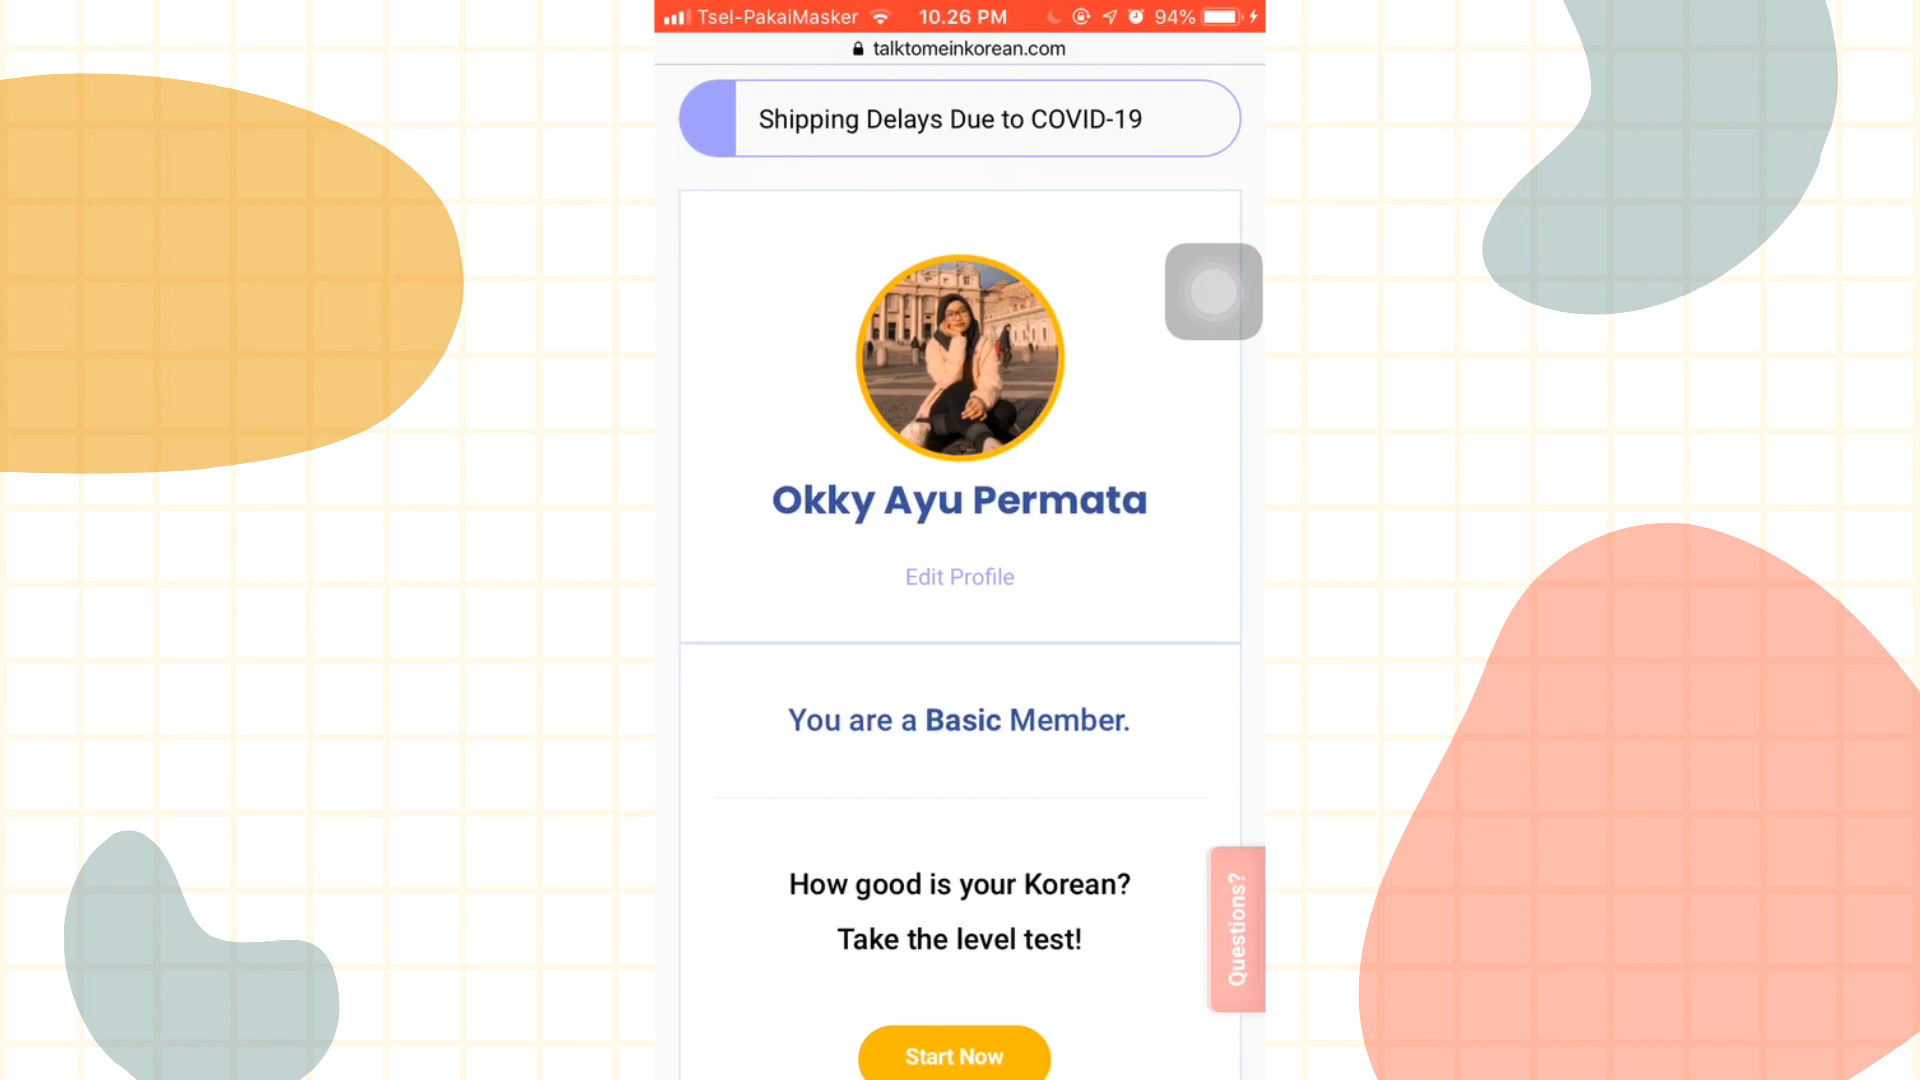 Tsel-PakaiMasker 10.26 PM 94%
talktomeinkorean.com
Shipping Delays Due to COVID-19
Okky Ayu Permata
Edit Profile
You are a Basic Member.
How good is your Korean?
Take the level test!
Questions?
Start Now